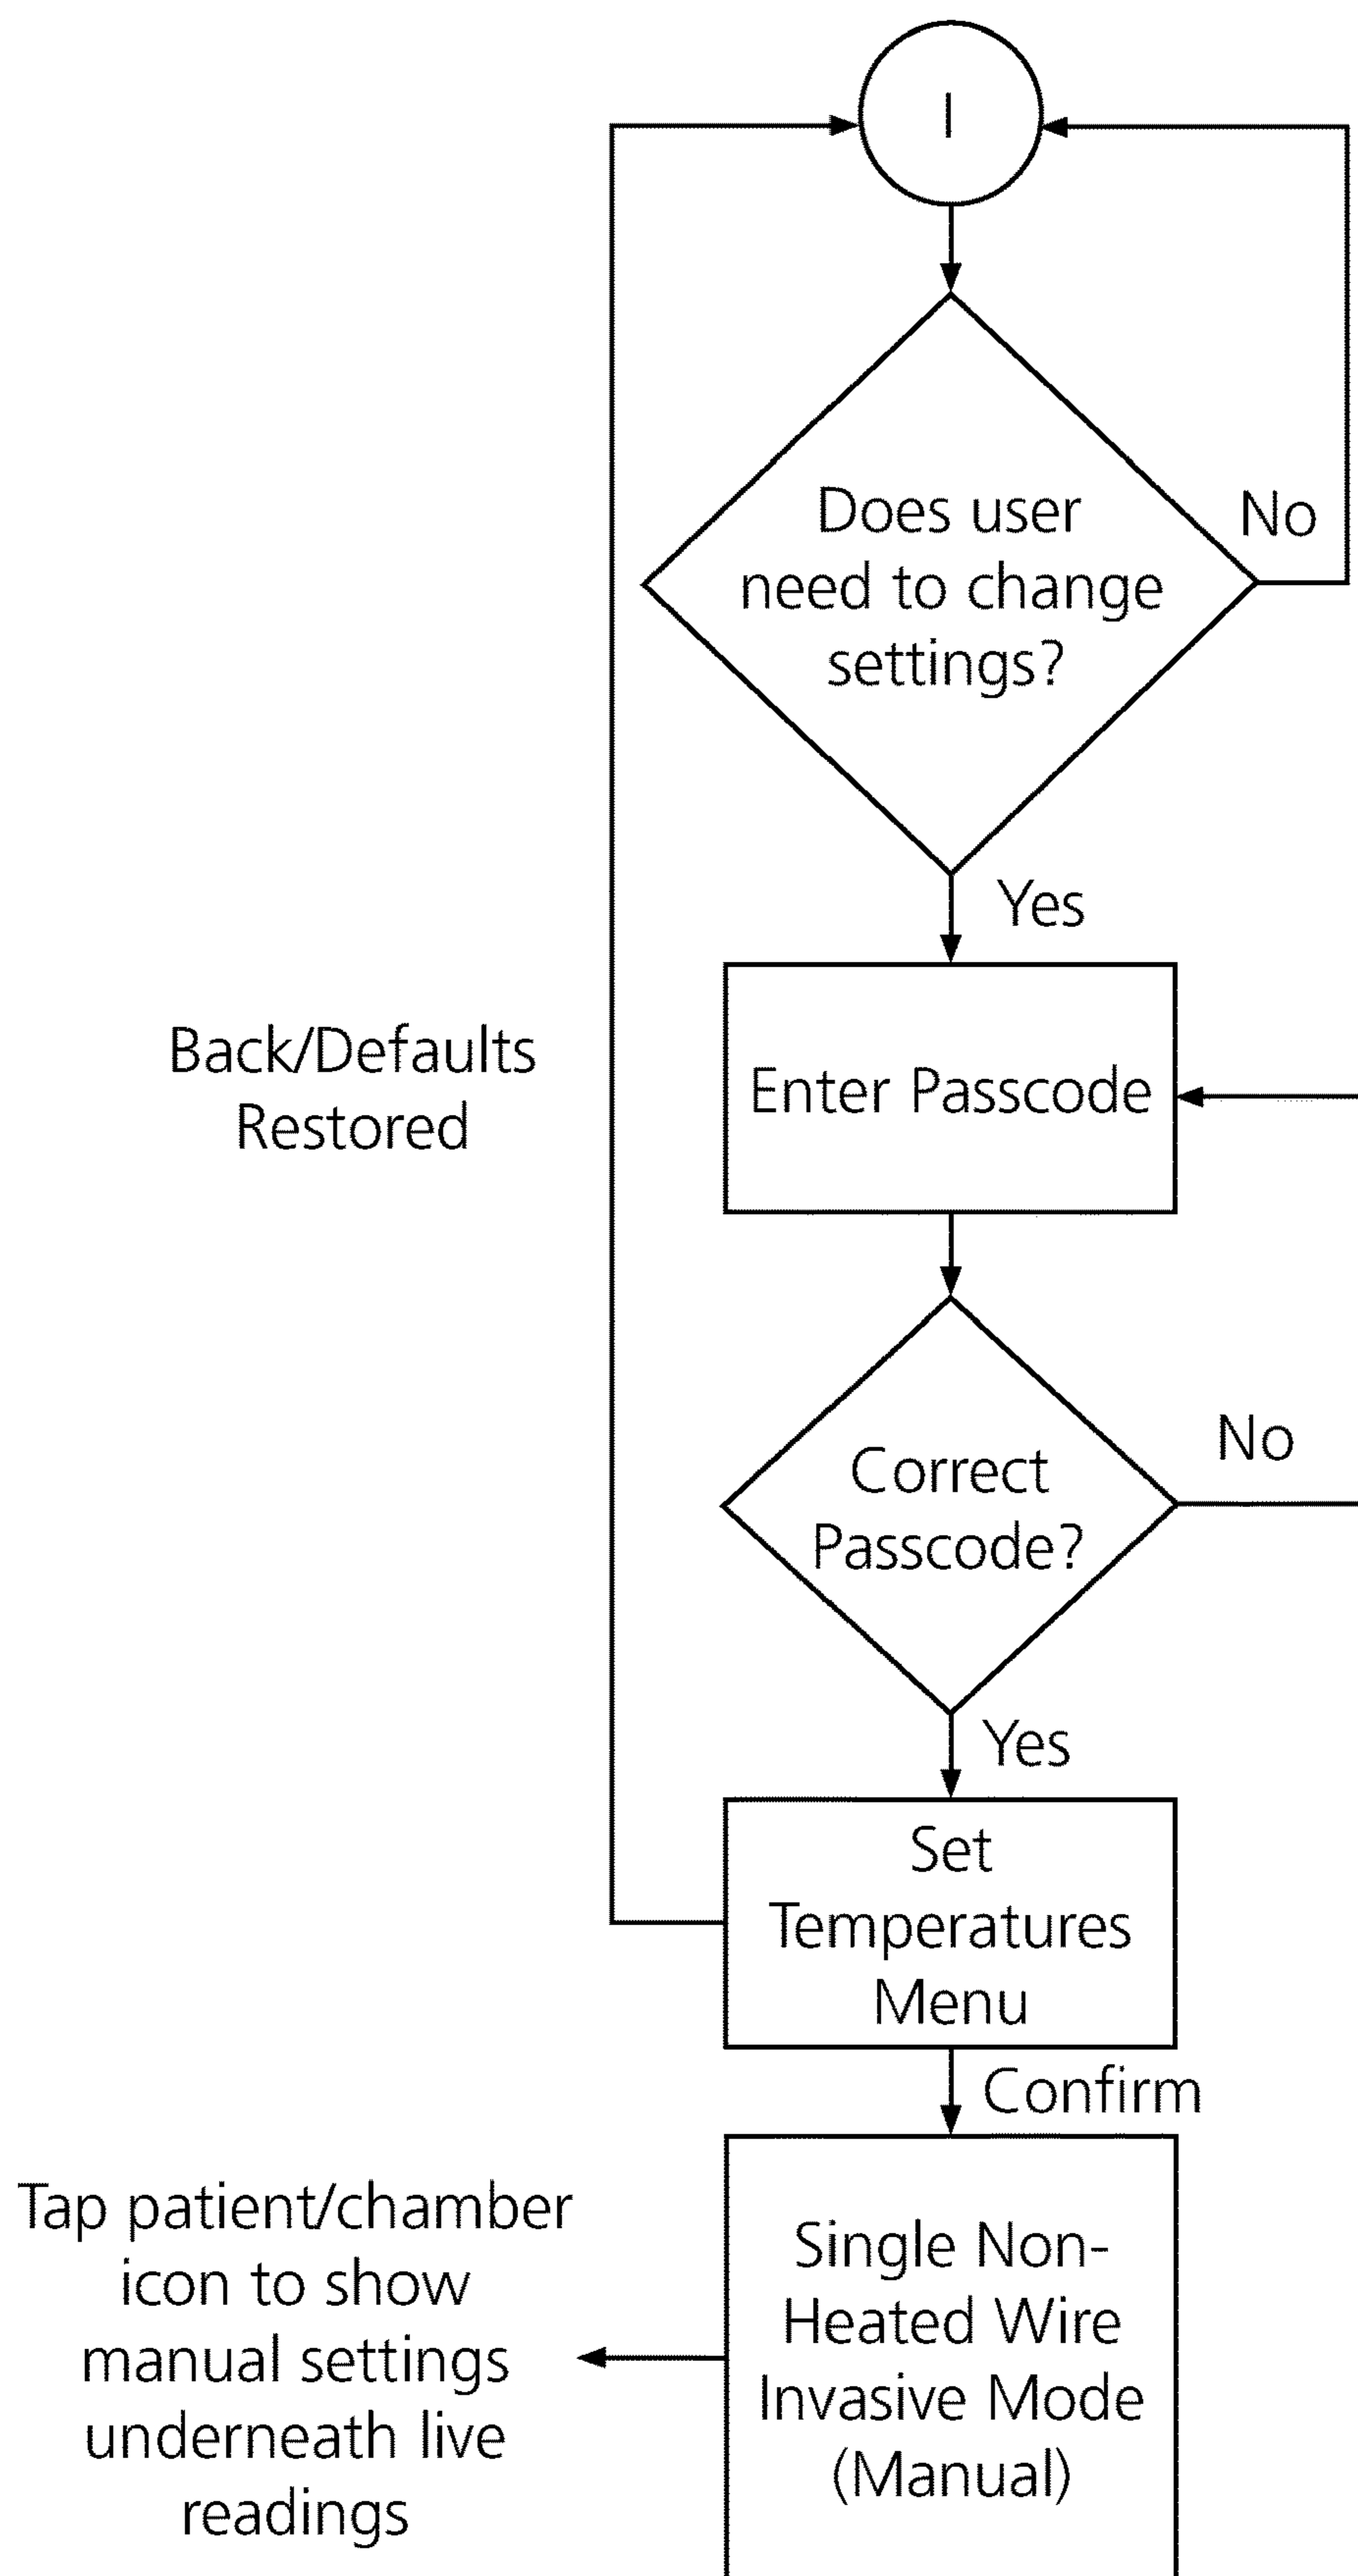 I
Does user
need to change
settings?
No
Yes
Back/Defaults
Restored
Enter Passcode
Correct
Passcode?
No
Yes
Set
Temperatures
Menu
Confirm
Tap patient/chamber
icon to show
manual settings
underneath live
readings
Single Non-
Heated Wire
Invasive Mode
(Manual)